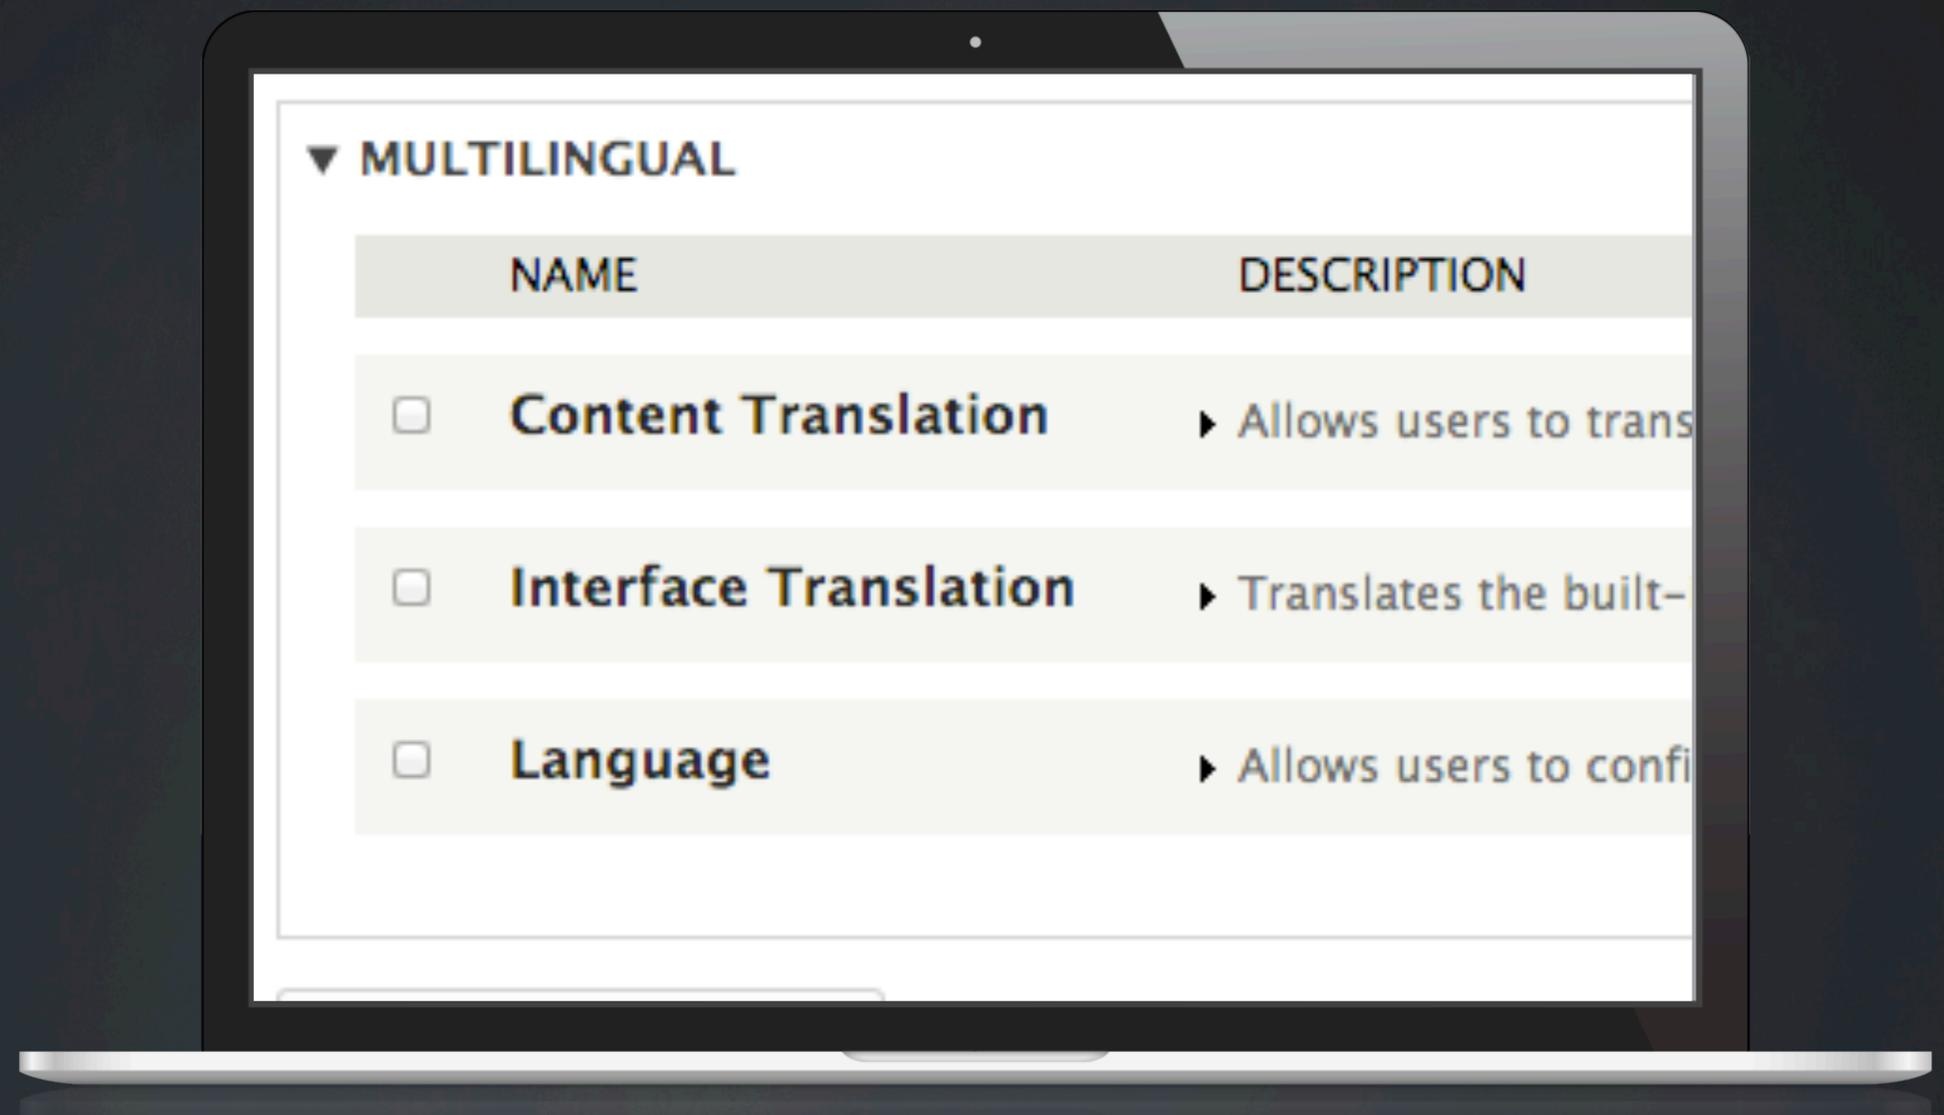 MULTILINGUAL
NAME DESCRIPTION
Content Translation Allows users to trans
Interface Translation Translates the built-
Language Allows users to confi